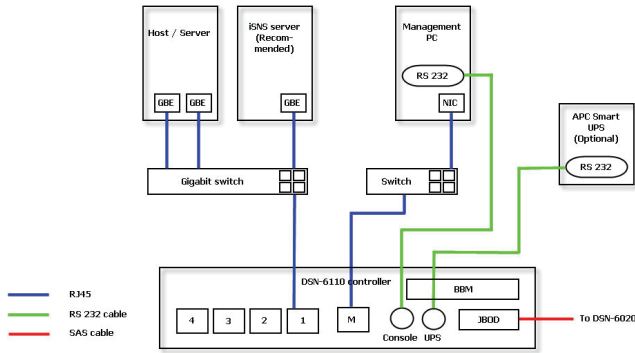 Host / Server
GBE
GBE
iSNS server
(Recom-
mended)
GBE
Management
PC
RS 232
NIC
APC Smart
UPS
(Optional)
RS 232
Gigabit switch
Switch
DSN-6110 controller
BBM
4
3
2
1
M
Console
UPS
JBOD
To DSN-6020
RJ45
RS 232 cable
SAS cable